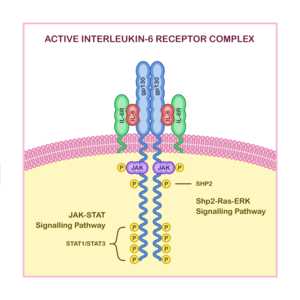 ACTIVE INTERLEUKIN-6 RECEPTOR COMPLEX
gp130
gp130
IL-6R
IL-6
IL-6
IL-6R
P
JAK
JAK
P
P
P
SHP2
JAK-STAT
Signalling Pathway
Shp2-Ras-ERK
Signalling Pathway
STAT1/STAT3
P
P
P
P
P
P
P
P